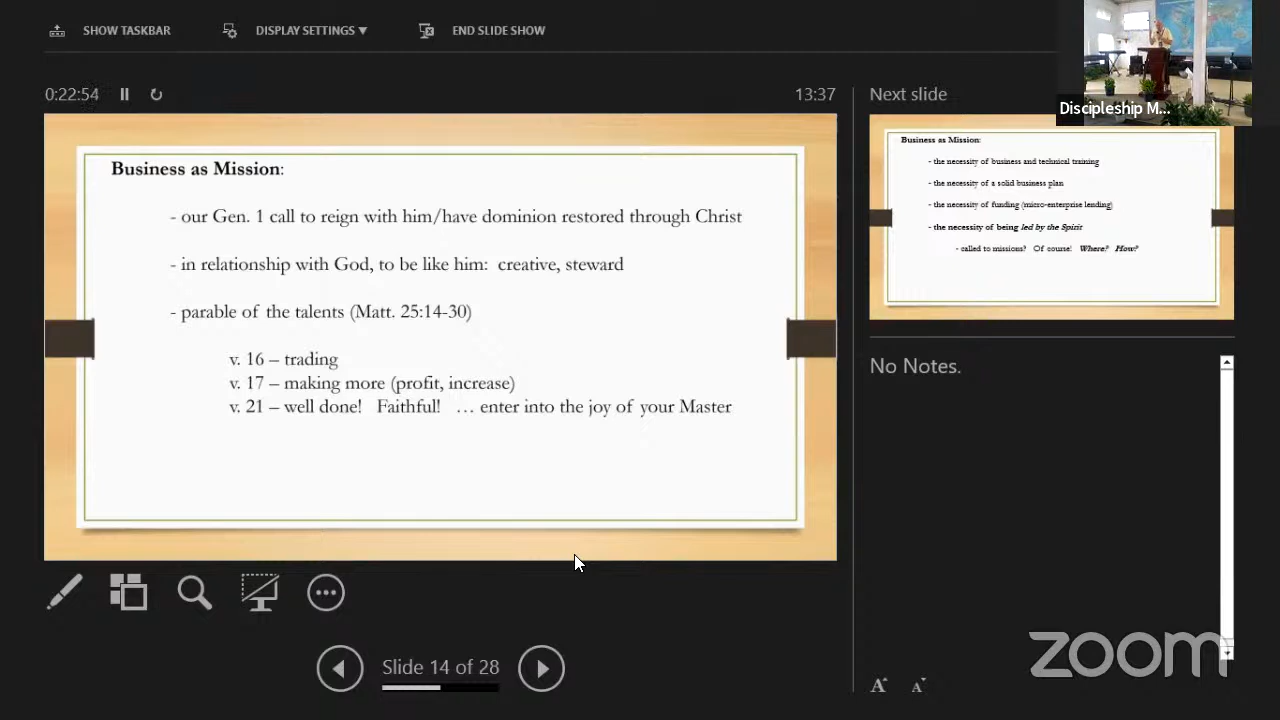 SHOW TASKBAR
DISPLAY SETTINGS ▼
END SLIDE SHOW
Discipleship M...
0:22:54
13:37
Next slide
Business as Mission:
- our Gen. 1 call to reign with him/have dominion restored through Christ
- in relationship with God, to be like him: creative, steward
- parable of the talents (Matt. 25:14-30)
v. 16 – trading
v. 17 – making more (profit, increase)
v. 21 – well done! Faithful! … enter into the joy of your Master
Business as Mission:
- the necessity of business and technical training
- the necessity of a solid business plan
- the necessity of funding (micro-enterprise lending)
- the necessity of being led by the Spirit
- called to missions? Of course! Where? How?
No Notes.
Slide 14 of 28
A A
zoom